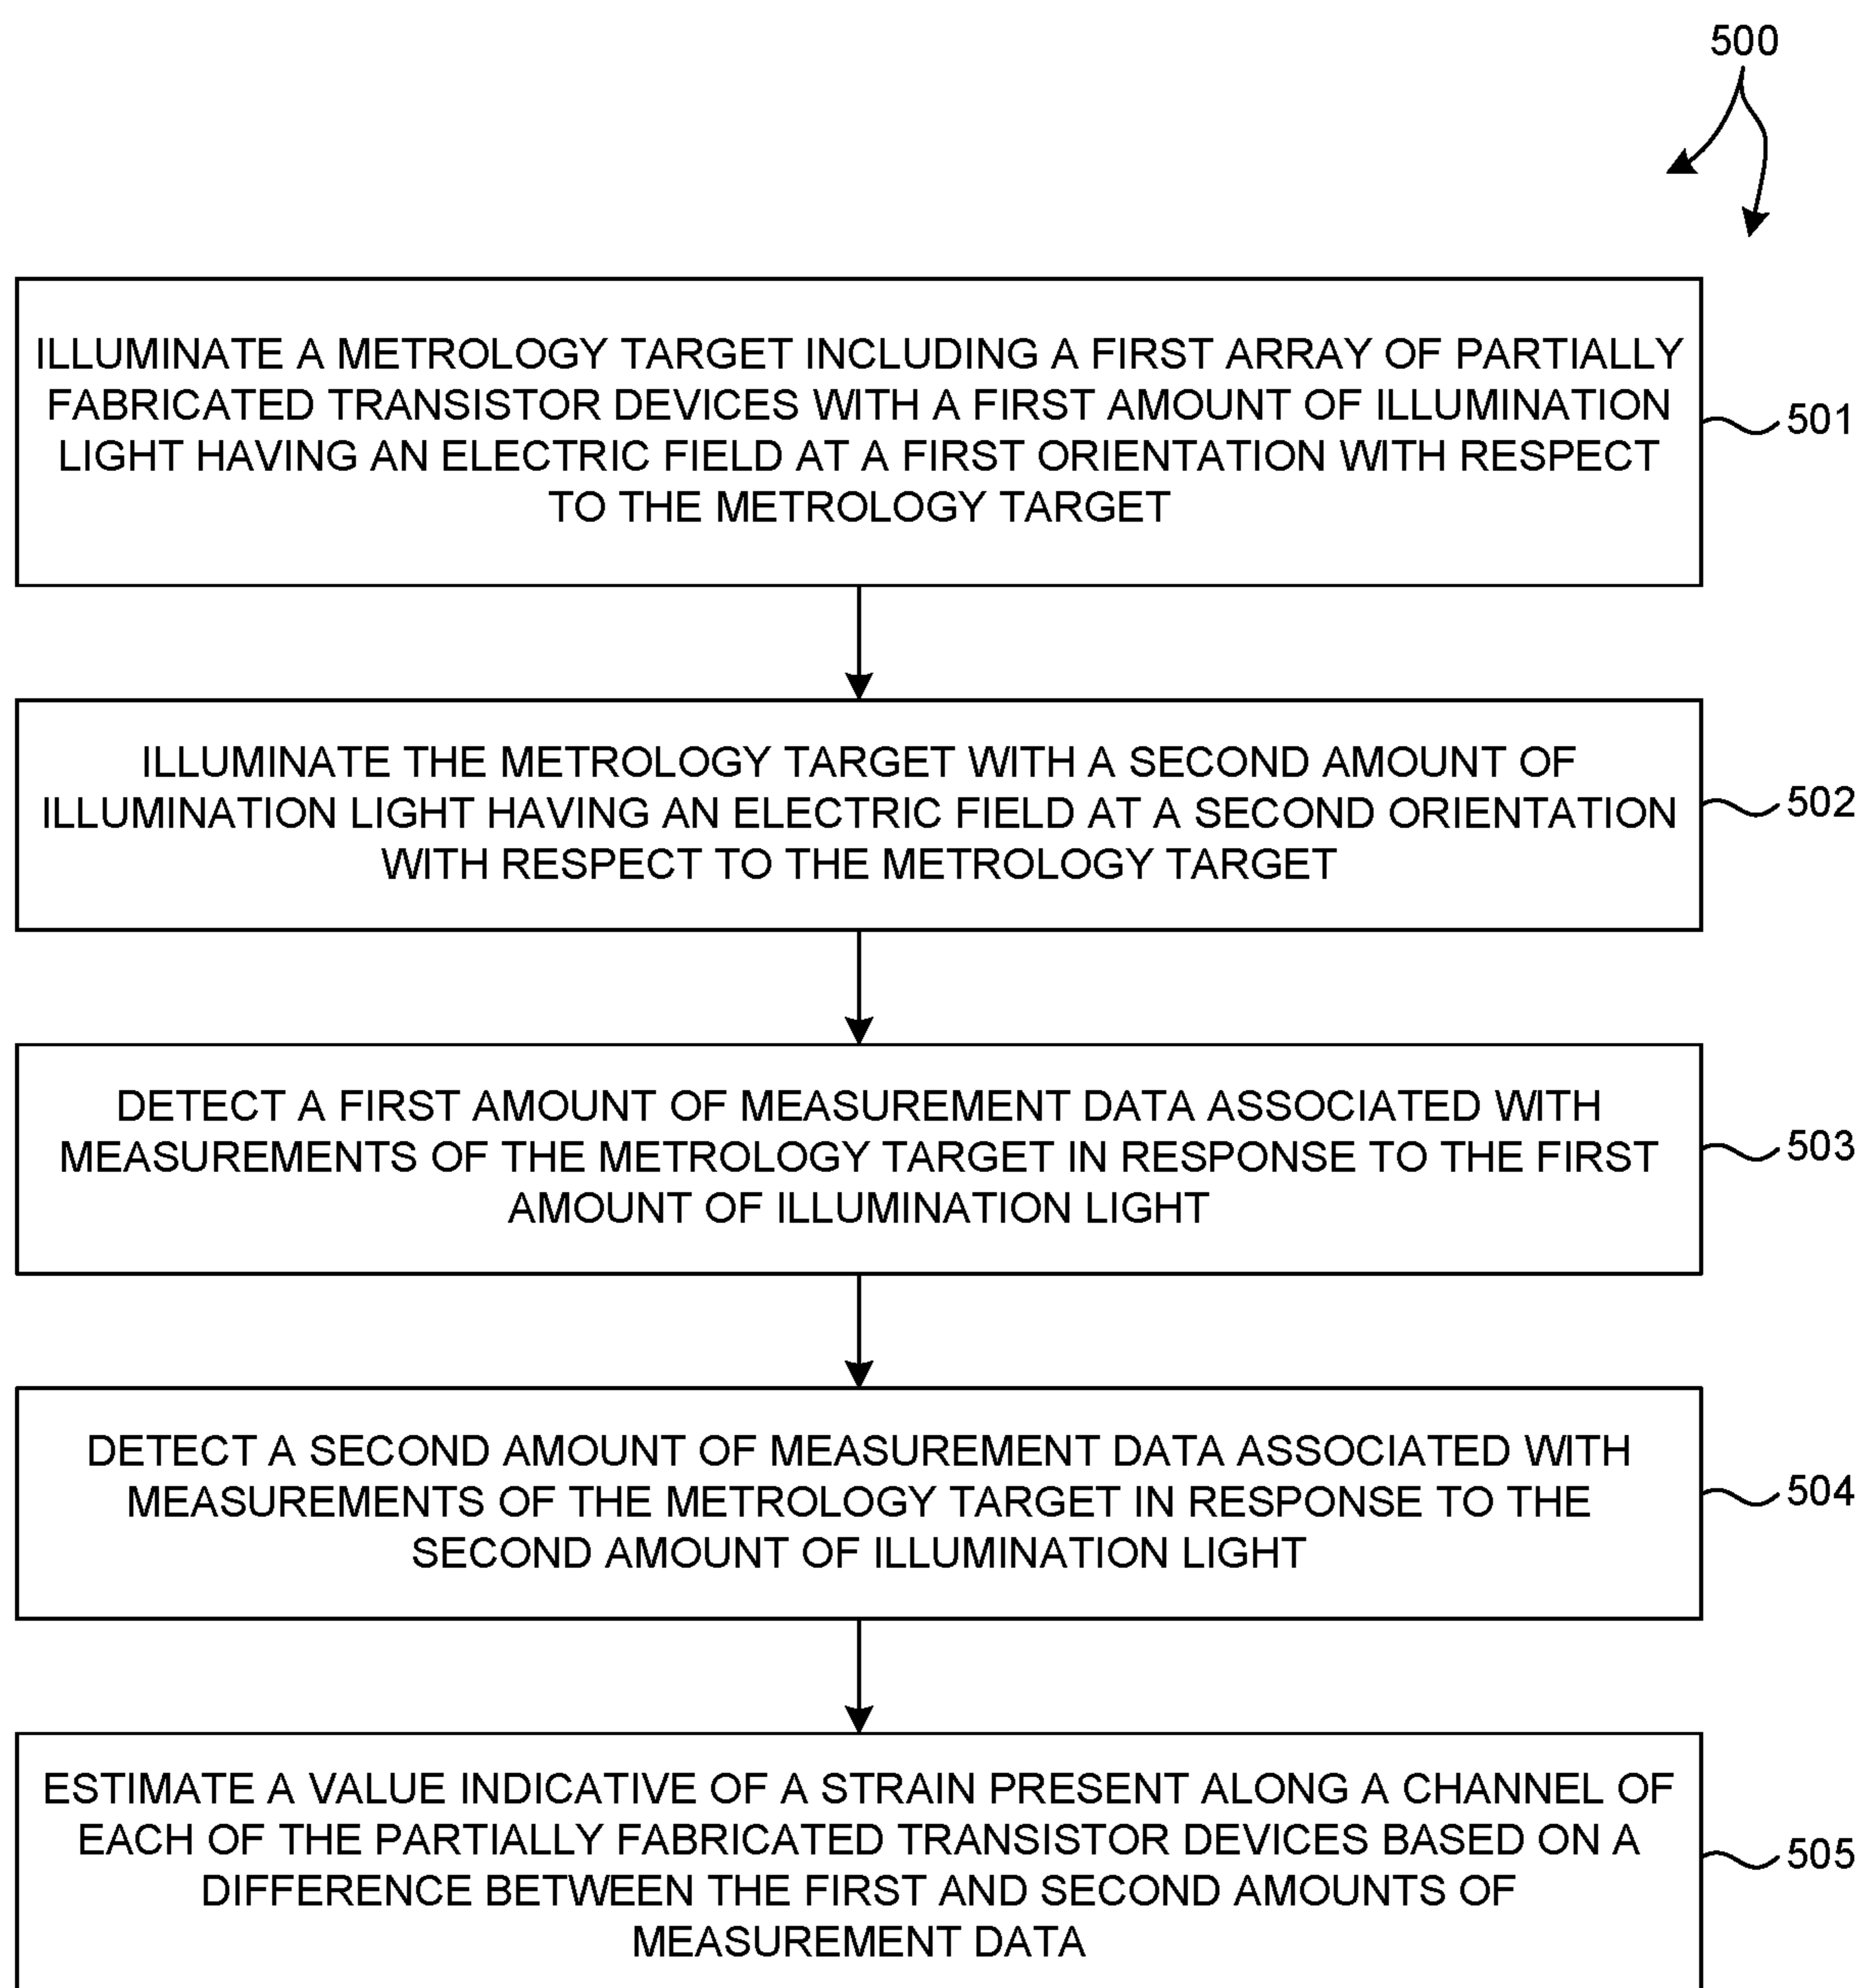 500
ILLUMINATE A METROLOGY TARGET INCLUDING A FIRST ARRAY OF PARTIALLY
FABRICATED TRANSISTOR DEVICES WITH A FIRST AMOUNT OF ILLUMINATION
LIGHT HAVING AN ELECTRIC FIELD AT A FIRST ORIENTATION WITH RESPECT
TO THE METROLOGY TARGET
501
ILLUMINATE THE METROLOGY TARGET WITH A SECOND AMOUNT OF
ILLUMINATION LIGHT HAVING AN ELECTRIC FIELD AT A SECOND ORIENTATION
WITH RESPECT TO THE METROLOGY TARGET
502
DETECT A FIRST AMOUNT OF MEASUREMENT DATA ASSOCIATED WITH
MEASUREMENTS OF THE METROLOGY TARGET IN RESPONSE TO THE FIRST
AMOUNT OF ILLUMINATION LIGHT
503
DETECT A SECOND AMOUNT OF MEASUREMENT DATA ASSOCIATED WITH
MEASUREMENTS OF THE METROLOGY TARGET IN RESPONSE TO THE
SECOND AMOUNT OF ILLUMINATION LIGHT
504
ESTIMATE A VALUE INDICATIVE OF A STRAIN PRESENT ALONG A CHANNEL OF
EACH OF THE PARTIALLY FABRICATED TRANSISTOR DEVICES BASED ON A
DIFFERENCE BETWEEN THE FIRST AND SECOND AMOUNTS OF
MEASUREMENT DATA
505